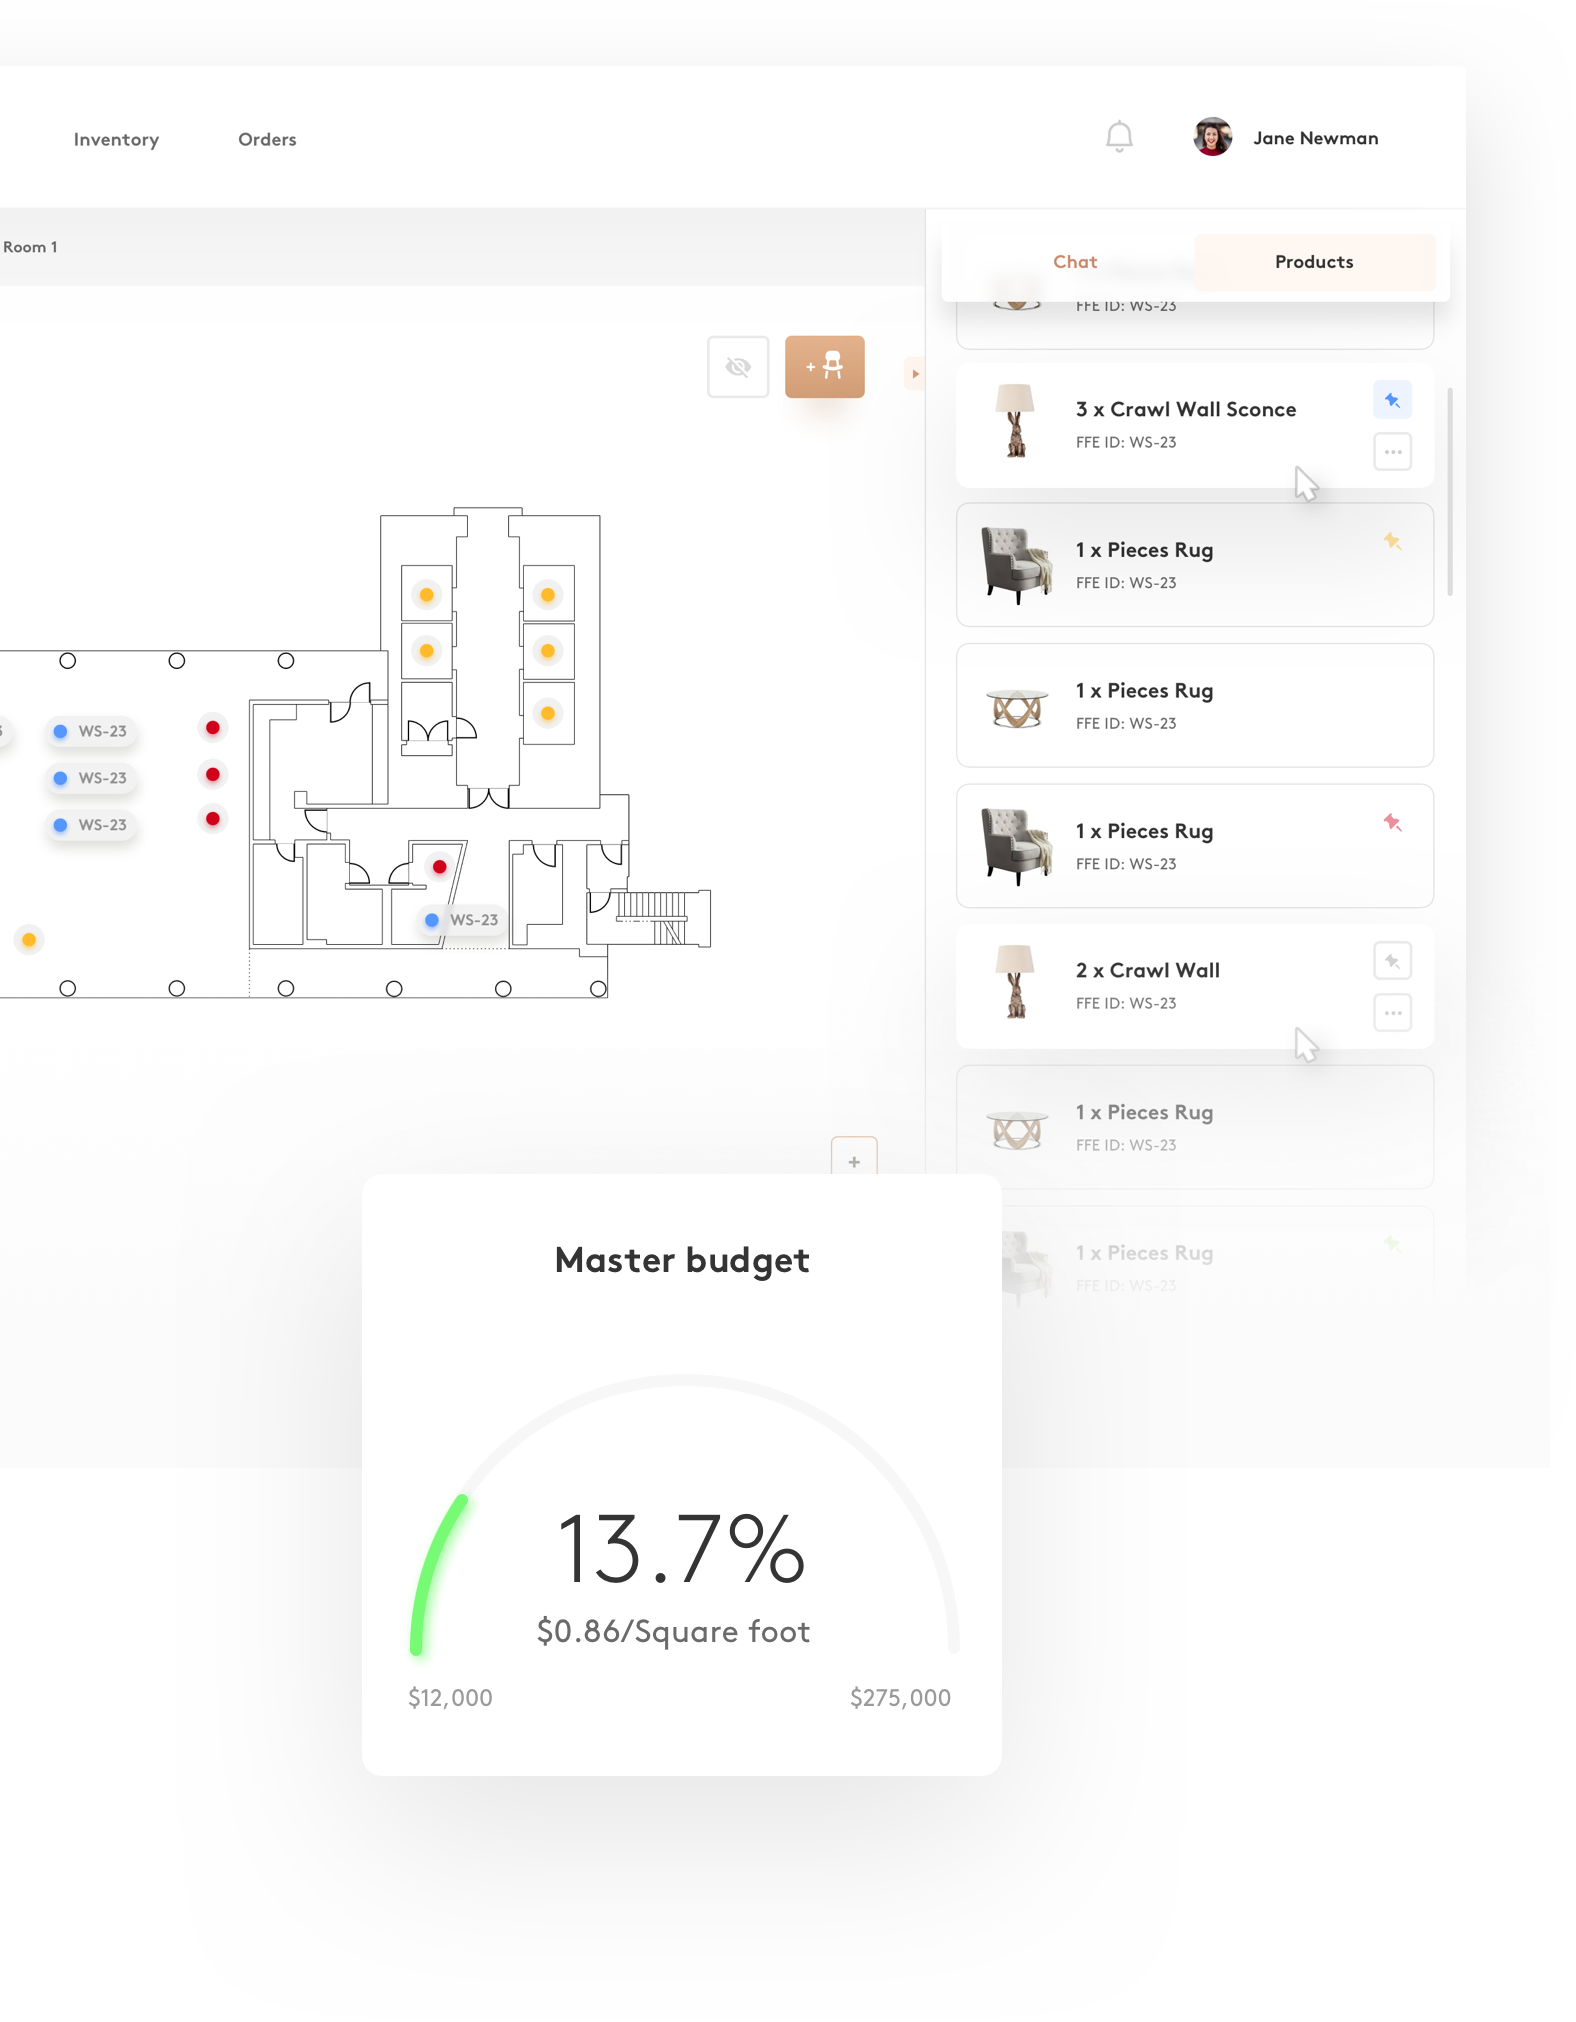 Inventory
Orders
Jane Newman
Room 1
Chat
Products
FFE ID: WS-23
3 x Crawl Wall Sconce
FFE ID: WS-23
1 x Pieces Rug
FFE ID: WS-23
1 x Pieces Rug
FFE ID: WS-23
1 x Pieces Rug
FFE ID: WS-23
2 x Crawl Wall
FFE ID: WS-23
1 x Pieces Rug
FFE ID: WS-23
1 x Pieces Rug
FFE ID: WS-23
WS-23
WS-23
WS-23
WS-23
Master budget
13.7%
$0.86/Square foot
$12,000
$275,000